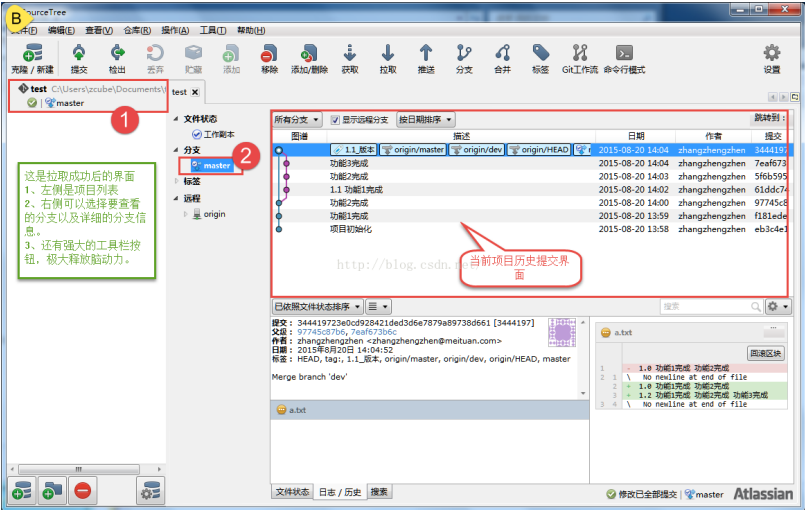 B
SourceTree
文件(F) 编辑(E) 查看(V) 仓库(R) 操作(A) 工具(T) 帮助(H)
克隆 / 新建 提交 检出 丢弃 贮藏 添加 移除 添加/删除 获取 拉取 推送 分支 合并 标签 Git工作流 命令行模式 设置
test C:\Users\zcube\Documents\t
master
1
test
文件状态
工作副本
分支
master
2
标签
远程
origin
这是拉取成功后的界面
1、左侧是项目列表
2、右侧可以选择要查看
的分支以及详细的分支信
息。
3、还有强大的工具栏按
钮，极大释放脑动力。
所有分支 显示远程分支 按日期排序 跳转到：
图谱 描述 日期 作者 提交
1.1_版本 origin/master origin/dev origin/HEAD 2015-08-20 14:04 zhangzhengzhen 3444197
功能3完成 2015-08-20 14:04 zhangzhengzhen 7eaf673
功能2完成 2015-08-20 14:03 zhangzhengzhen 5f6b595
1.1 功能1完成 2015-08-20 14:02 zhangzhengzhen 61ddc74
功能2完成 2015-08-20 14:00 zhangzhengzhen 97745c8
功能1完成 2015-08-20 13:59 zhangzhengzhen f181ede
项目初始化 2015-08-20 13:58 zhangzhengzhen eb3c4e1
http://blog.csdn.ne
当前项目历史提交界
面
已依照文件状态排序 搜索
提交： 344419723e0cd928421ded3d6e7879a89738d661 [3444197]
父级： 97745c87b6, 7eaf673b6c
作者： zhangzhengzhen <zhangzhengzhen@meituan.com>
日期： 2015年8月20日 14:04:52
标签： HEAD, tag:, 1.1_版本, origin/master, origin/dev, origin/HEAD, master
Merge branch 'dev'
a.txt
a.txt
回滚区块
1 - 1.0 功能1完成 功能2完成
2 1 \ No newline at end of file
2 + 1.0 功能1完成 功能2完成
3 + 1.2 功能1完成 功能2完成 功能3完成
3 4 \ No newline at end of file
文件状态 日志 / 历史 搜索
修改已全部提交 master Atlassian